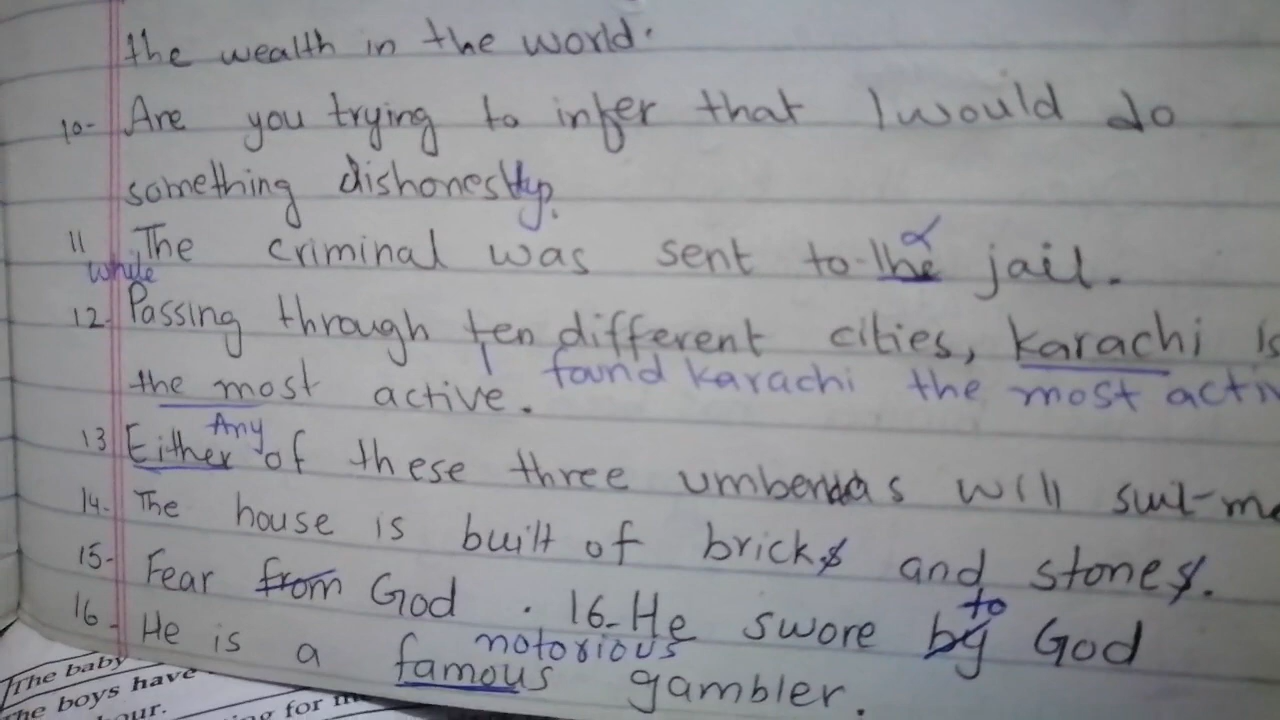 the wealth in the world.
10- Are you trying to infer that I would do
something dishonestly.
11 The criminal was sent to the jail.
while
12. Passing through ten different cities, Karachi is
the most active. I found Karachi the most activ
Any
13 Either of these three will suit me
14. The house is built of bricks and stones.
15- Fear from God. 16- He swore by God
to
notorious
16- He is a famous gambler.
The baby
he boys have
our.
for